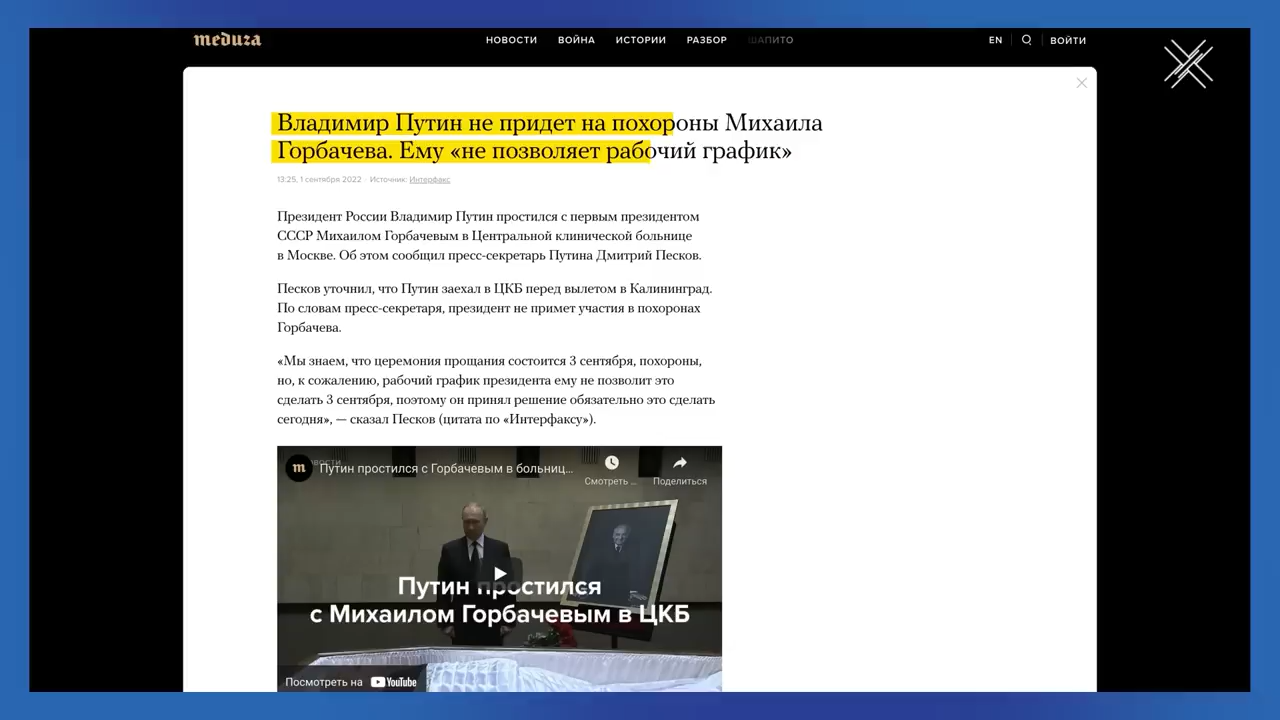 meduza
НОВОСТИ ВОЙНА ИСТОРИИ РАЗБОР ШАПИТО
EN ВОЙТИ
Владимир Путин не придет на похороны Михаила
Горбачева. Ему «не позволяет рабочий график»
13:25, 1 сентября 2022 · Источник: Интерфакс
Президент России Владимир Путин простился с первым президентом
СССР Михаилом Горбачевым в Центральной клинической больнице
в Москве. Об этом сообщил пресс-секретарь Путина Дмитрий Песков.
Песков уточнил, что Путин заехал в ЦКБ перед вылетом в Калининград.
По словам пресс-секретаря, президент не примет участия в похоронах
Горбачева.
«Мы знаем, что церемония прощания состоится 3 сентября, похороны,
но, к сожалению, рабочий график президента ему не позволит это
сделать 3 сентября, поэтому он принял решение обязательно это сделать
сегодня», — сказал Песков (цитата по «Интерфаксу»).
m
Путин простился с Горбачевым в больниц...
Смотреть ... Поделиться
Путин простился
с Михаилом Горбачевым в ЦКБ
Посмотреть на YouTube